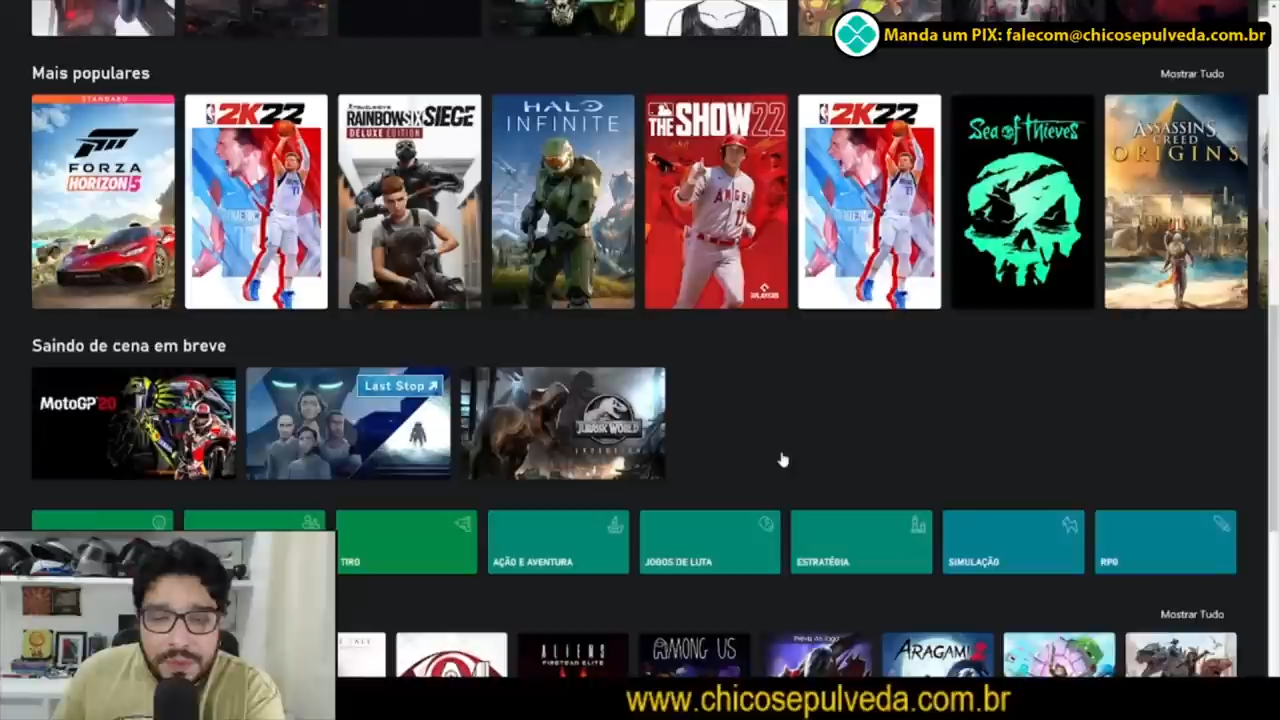 Manda um PIX: falecom@chicosepulveda.com.br
Mais populares
Mostrar Tudo
STANDARD
FORZA
HORIZON 5
2K22
RAINBOW SIX SIEGE
DELUXE EDITION
HALO
INFINITE
THE SHOW 22
ANGE
2K22
Sea of Thieves
ASSASSIN'S
CREED
ORIGINS
Saindo de cena em breve
MotoGP'20
Last Stop
JURASSIC WORLD
TIRO
AÇÃO E AVENTURA
JOGOS DE LUTA
ESTRATÉGIA
SIMULAÇÃO
RPG
Mostrar Tudo
ALIENS
FIRETEAM ELITE
AMONG US
ARAGAMI 2
www.chicosepulveda.com.br